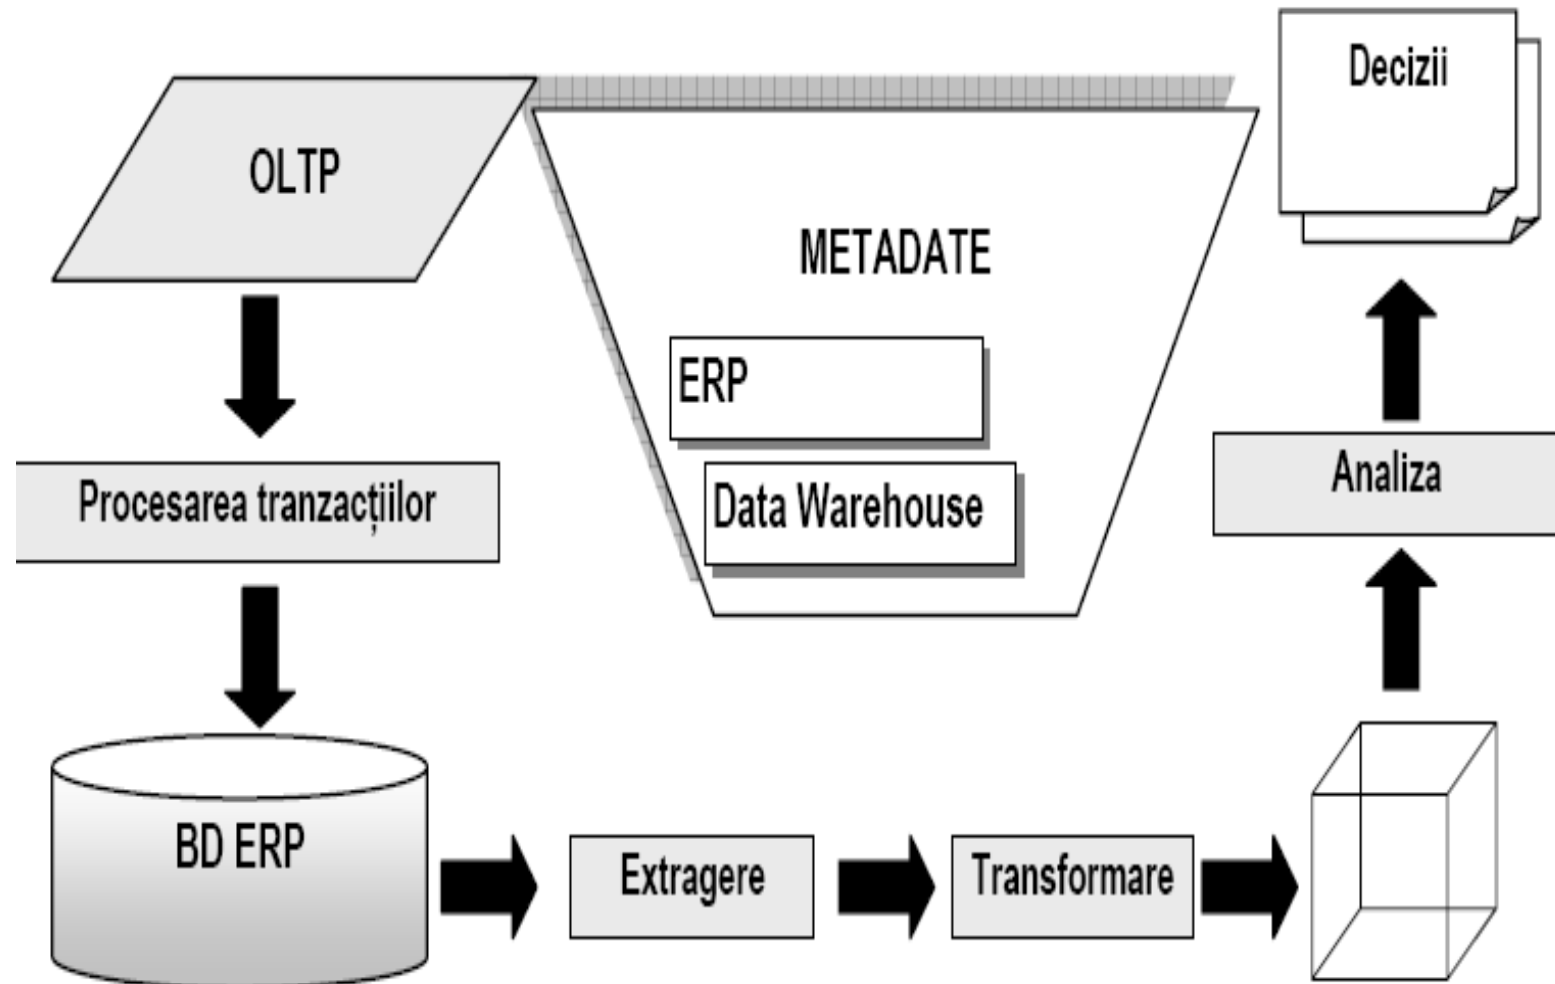 OLTP
Procesarea tranzacțiilor
BD ERP
Extragere
Transformare
METADATE
ERP
Data Warehouse
Analiza
Decizii